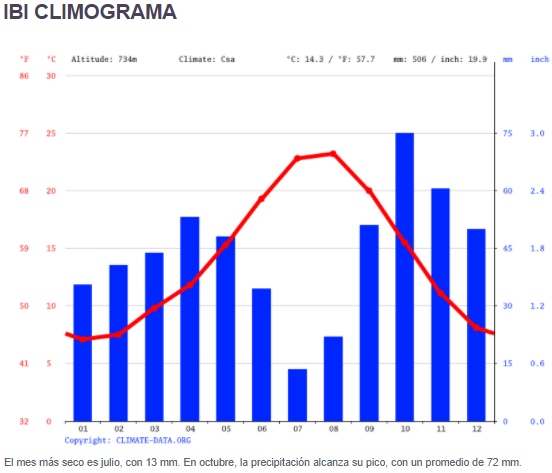 IBI CLIMOGRAMA
°F °C Altitude: 734m Climate: Csa °C: 14.3 / °F: 57.7 mm: 506 / inch: 19.9 mm inch
86 30
77 25 75 3.0
68 20 60 2.4
59 15 45 1.8
50 10 30 1.2
41 5 15 0.6
32 0 0 0.0
01 02 03 04 05 06 07 08 09 10 11 12
Copyright: CLIMATE-DATA.ORG
El mes más seco es julio, con 13 mm. En octubre, la precipitación alcanza su pico, con un promedio de 72 mm.